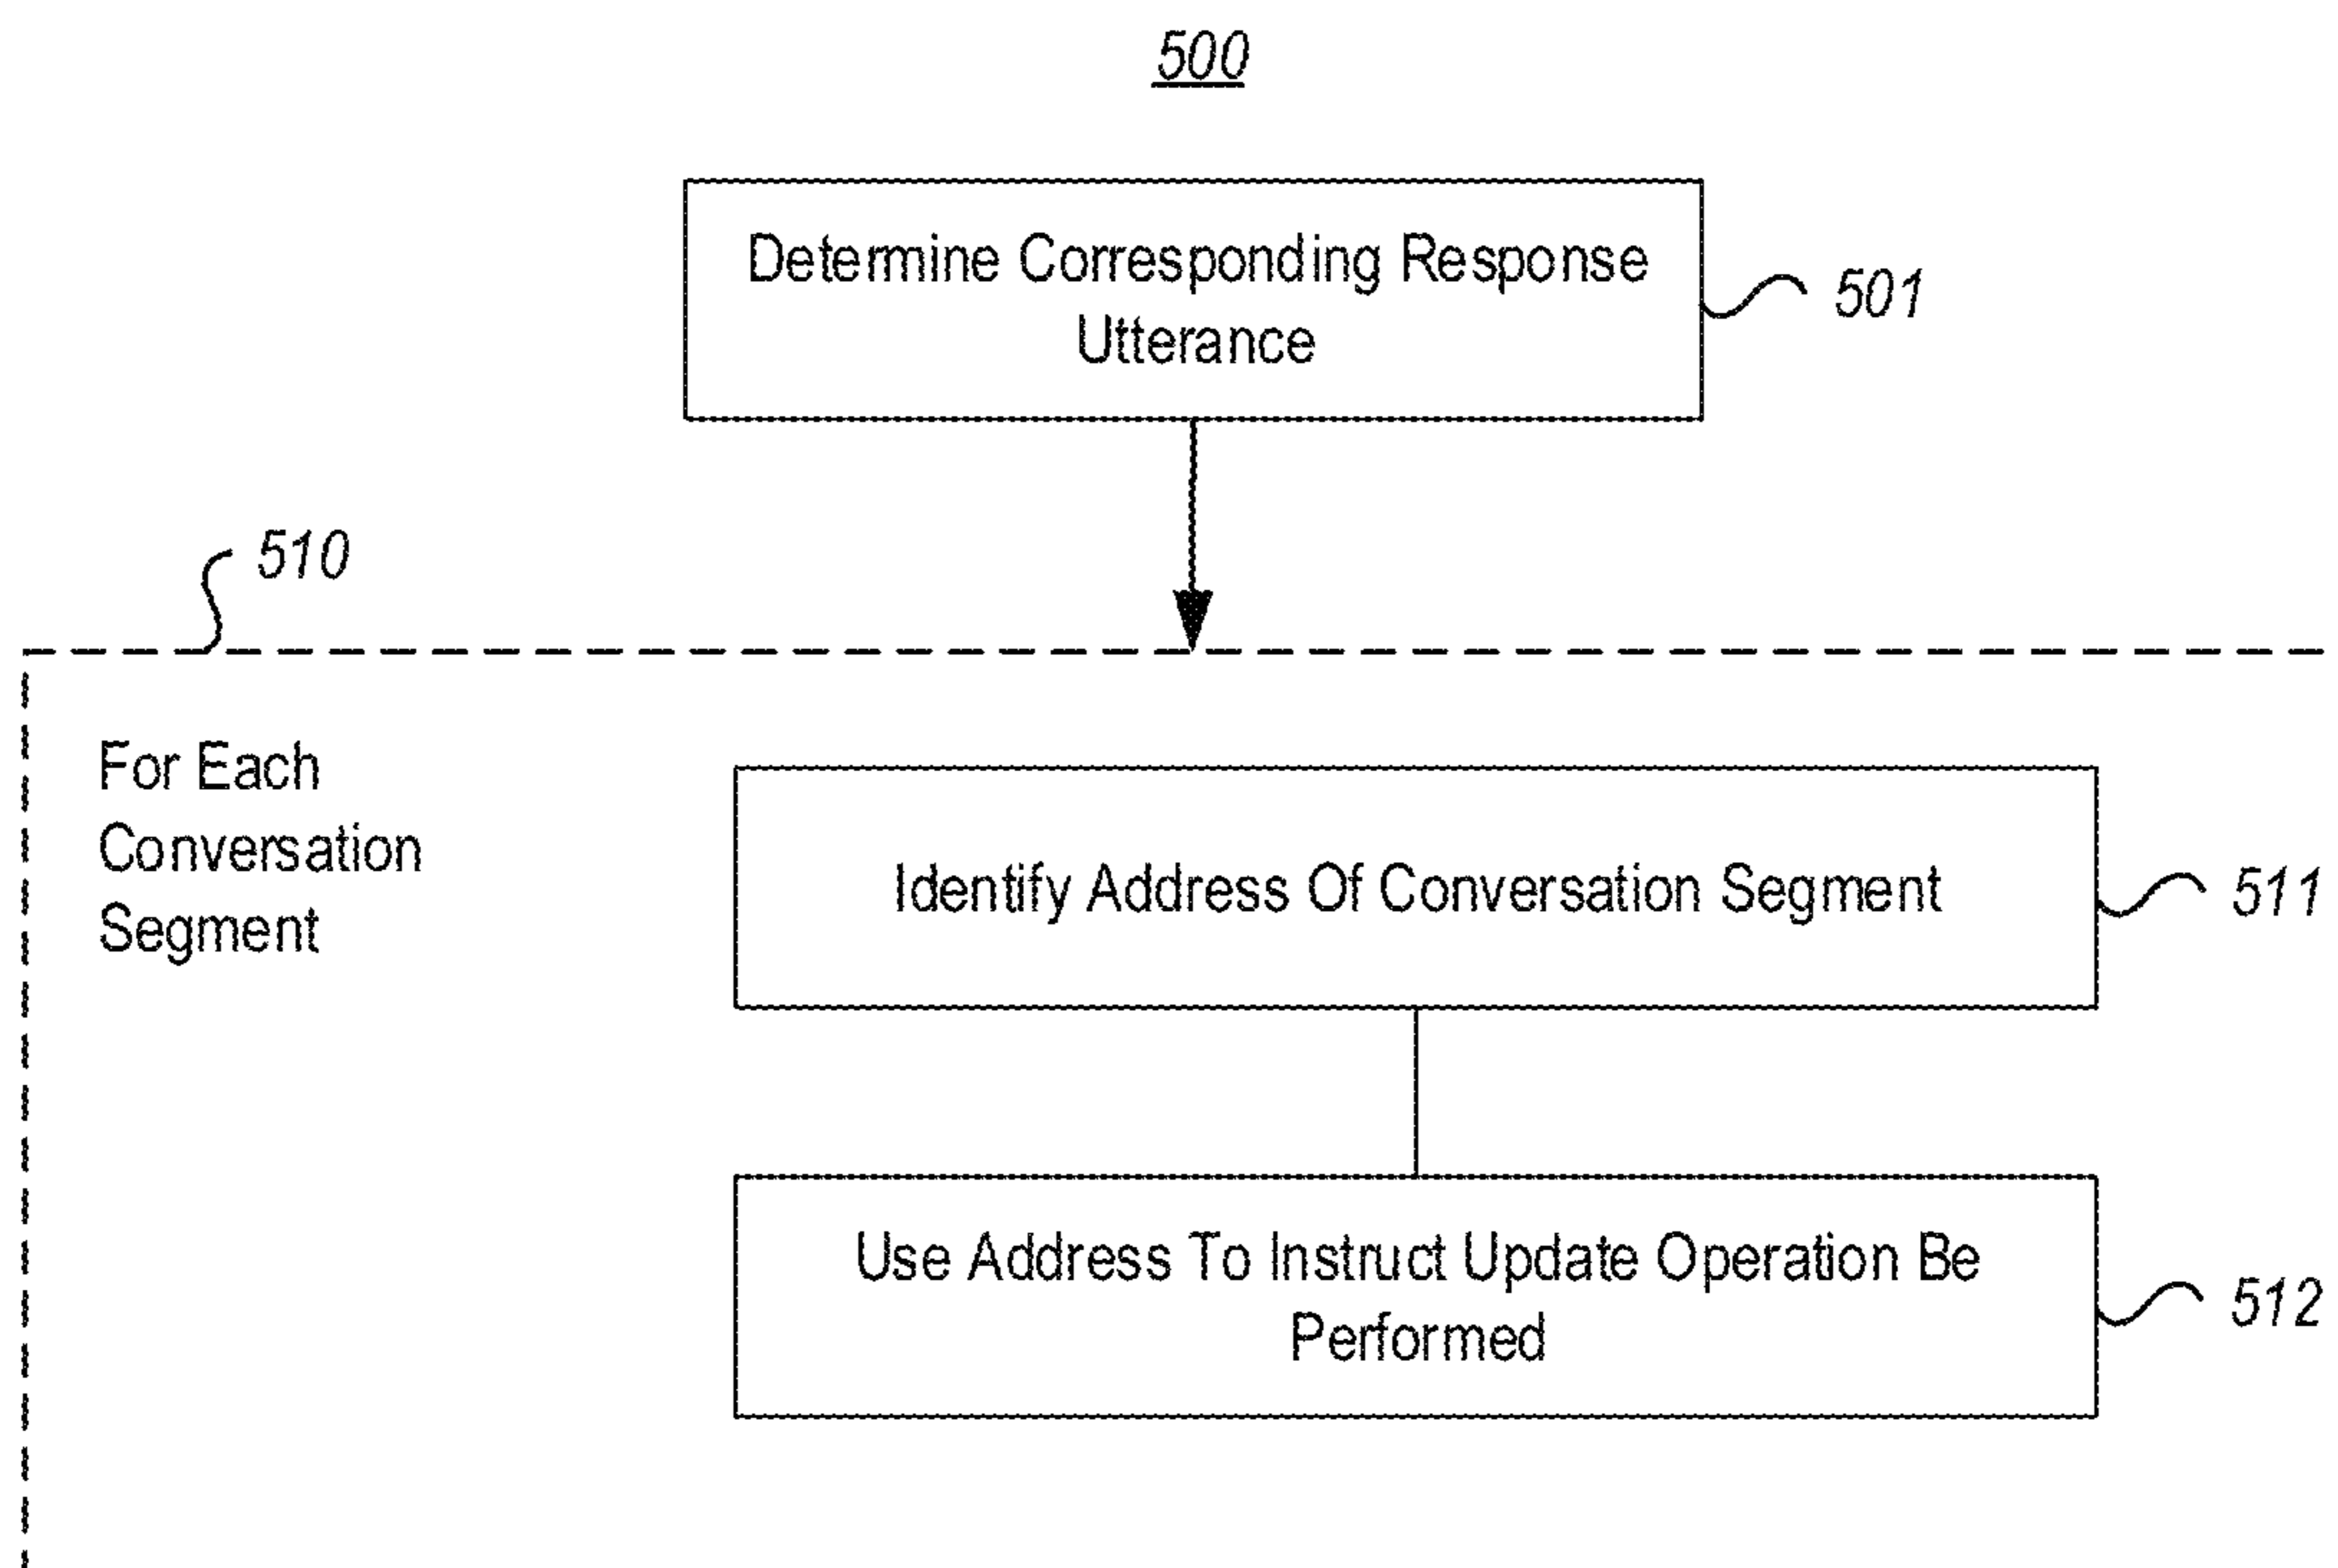 500
Determine Corresponding Response
Utterance
501
510
For Each
Conversation
Segment
Identify Address Of Conversation Segment
511
Use Address To Instruct Update Operation Be
Performed
512